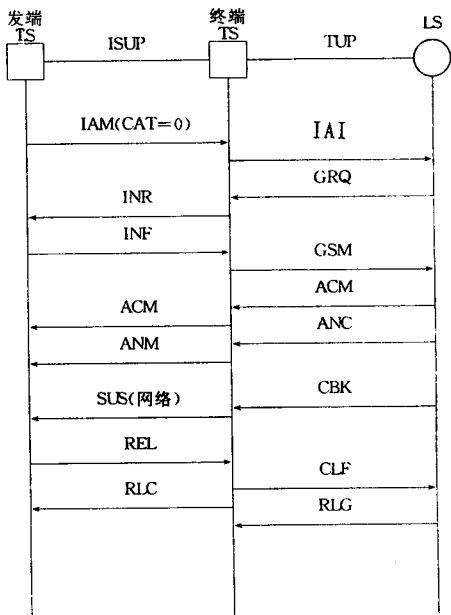 发端 终端 LS
TS ISUP TS TUP
IAM(CAT=0)
IAI
GRQ
INR
INF
GSM
ACM
ACM
ANC
ANM
CBK
SUS(网络)
REL
CLF
RLC
RLG